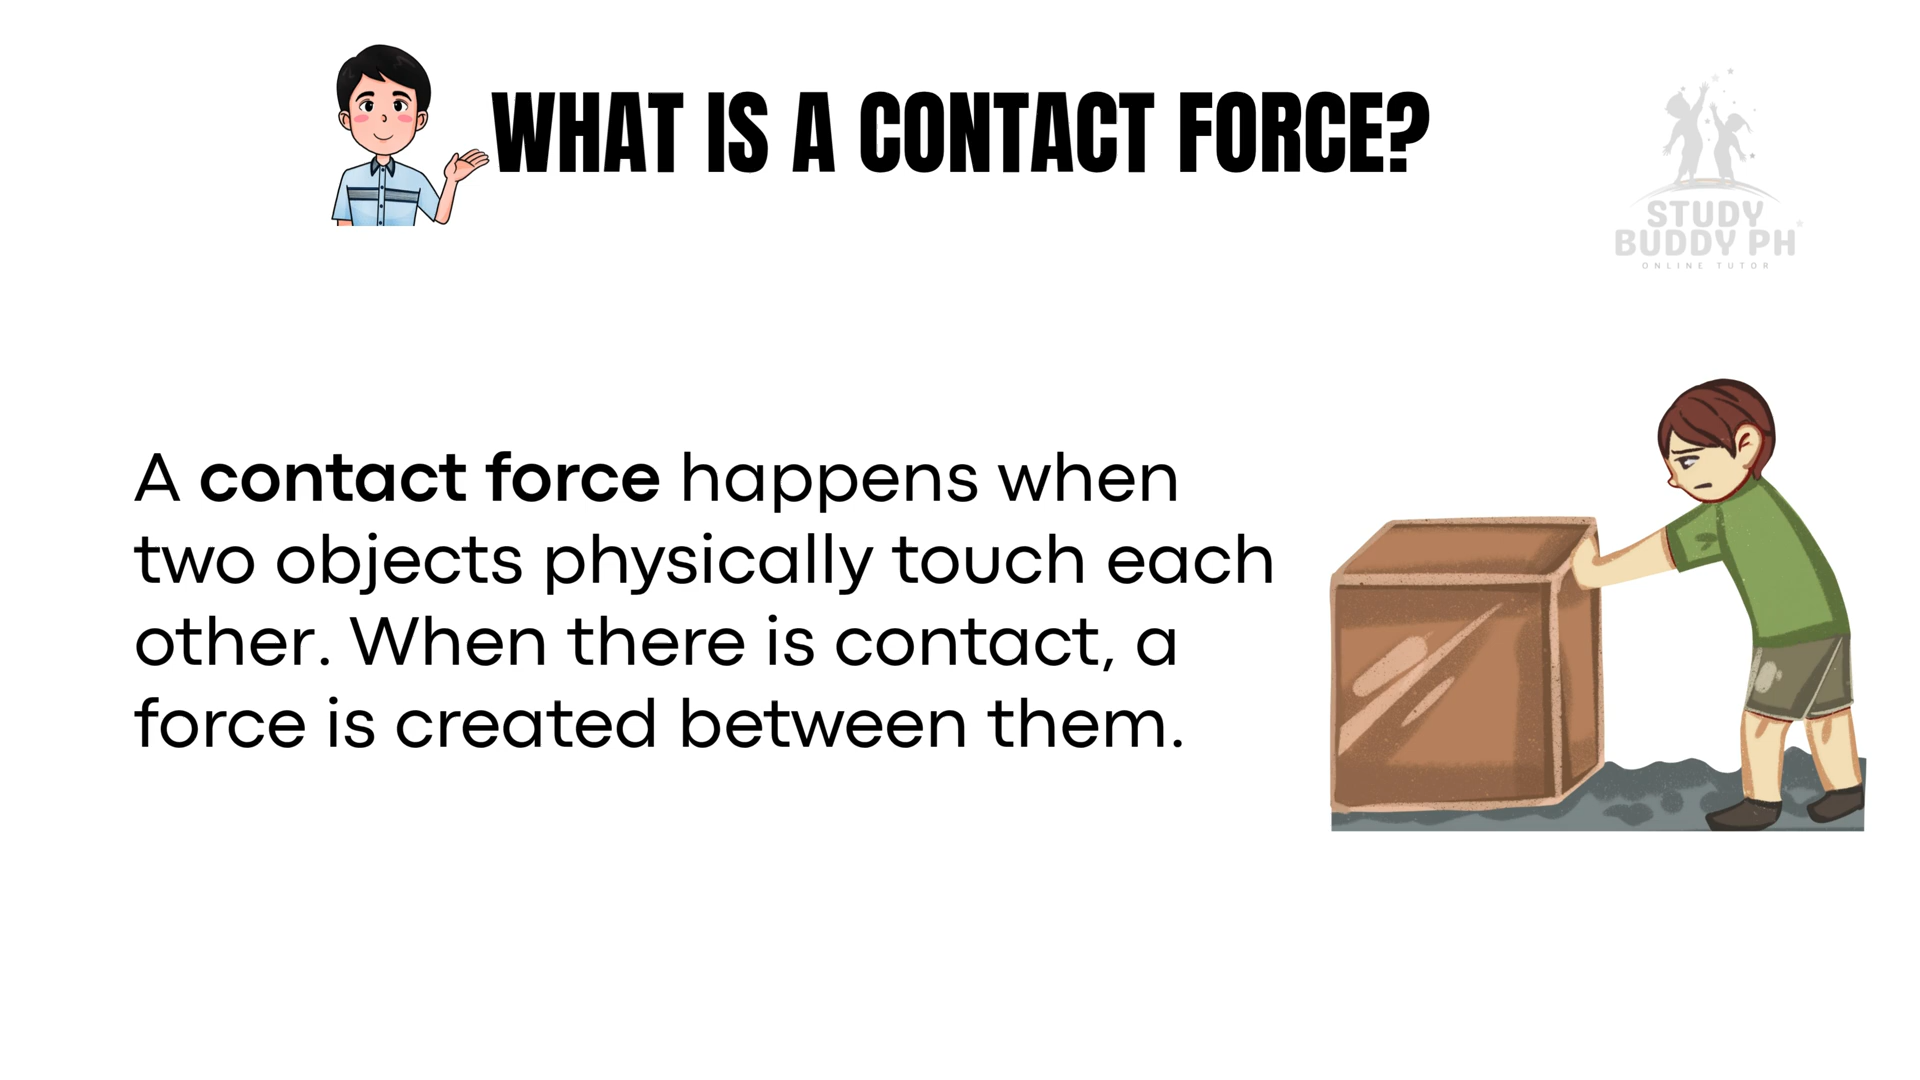 WHAT IS A CONTACT FORCE?
STUDY
BUDDY PH
ONLINE TUTOR
A contact force happens when
two objects physically touch each
other. When there is contact, a
force is created between them.